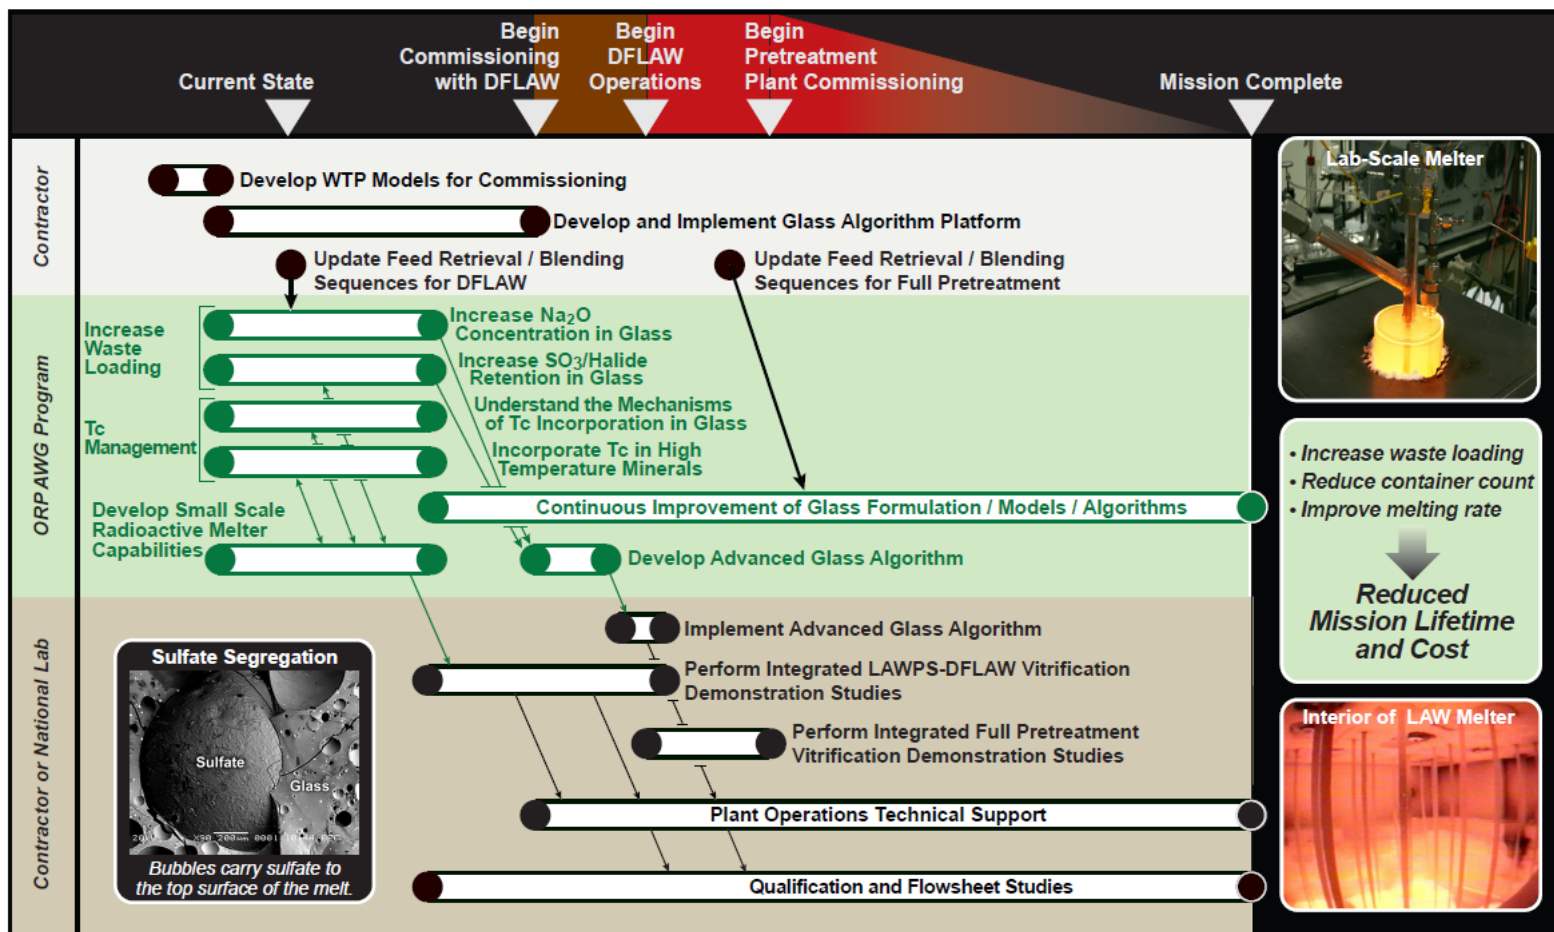 Current State
Begin
Commissioning
with DFLAW
Begin
DFLAW
Operations
Begin
Pretreatment
Plant Commissioning
Mission Complete
Contractor
Develop WTP Models for Commissioning
Develop and Implement Glass Algorithm Platform
Update Feed Retrieval / Blending
Sequences for DFLAW
Update Feed Retrieval / Blending
Sequences for Full Pretreatment
ORP AWG Program
Increase
Waste
Loading
Increase Na2O
Concentration in Glass
Increase SO3/Halide
Retention in Glass
Tc
Management
Understand the Mechanisms
of Tc Incorporation in Glass
Incorporate Tc in High
Temperature Minerals
Continuous Improvement of Glass Formulation / Models / Algorithms
Develop Small Scale
Radioactive Melter
Capabilities
Develop Advanced Glass Algorithm
Contractor or National Lab
Implement Advanced Glass Algorithm
Perform Integrated LAWPS-DFLAW Vitrification
Demonstration Studies
Perform Integrated Full Pretreatment
Vitrification Demonstration Studies
Plant Operations Technical Support
Qualification and Flowsheet Studies
Sulfate Segregation
Sulfate
Glass
X90 200µm 0001
Bubbles carry sulfate to
the top surface of the melt.
Lab-Scale Melter
• Increase waste loading
• Reduce container count
• Improve melting rate
Reduced
Mission Lifetime
and Cost
Interior of LAW Melter